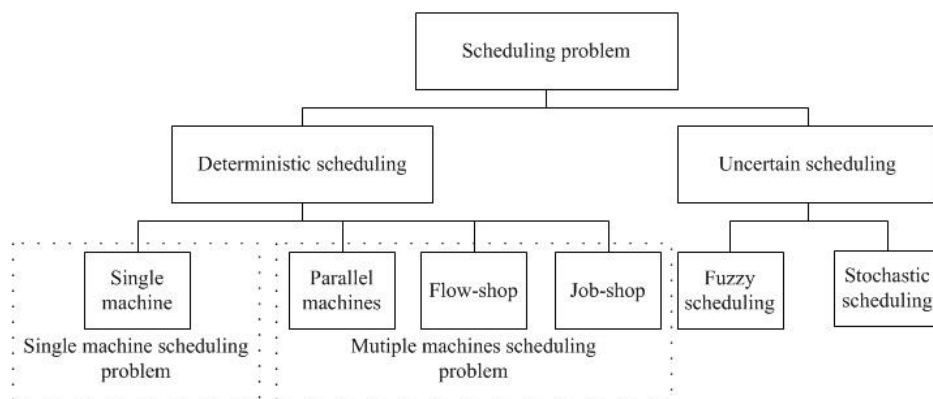 Scheduling problem
Deterministic scheduling
Uncertain scheduling
Single
machine
Parallel
machines
Flow-shop
Job-shop
Fuzzy
scheduling
Stochastic
scheduling
Single machine scheduling
problem
Mutiple machines scheduling
problem